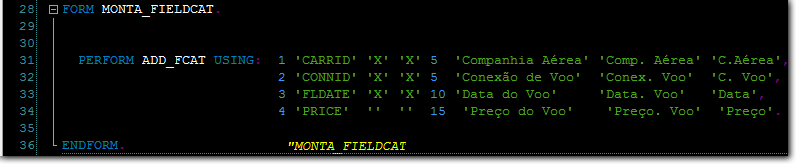 28 FORM MONTA_FIELDCAT.
29
30
31 PERFORM ADD_FCAT USING: 1 'CARRID' 'X' 'X' 5 'Companhia Aérea' 'Comp. Aérea' 'C.Aérea',
32 2 'CONNID' 'X' 'X' 5 'Conexão de Voo' 'Conex. Voo' 'C. Voo',
33 3 'FLDATE' 'X' 'X' 10 'Data do Voo' 'Data. Voo' 'Data',
34 4 'PRICE' '' '' 15 'Preço do Voo' 'Preço. Voo' 'Preço'.
35
36 ENDFORM. "MONTA_FIELDCAT